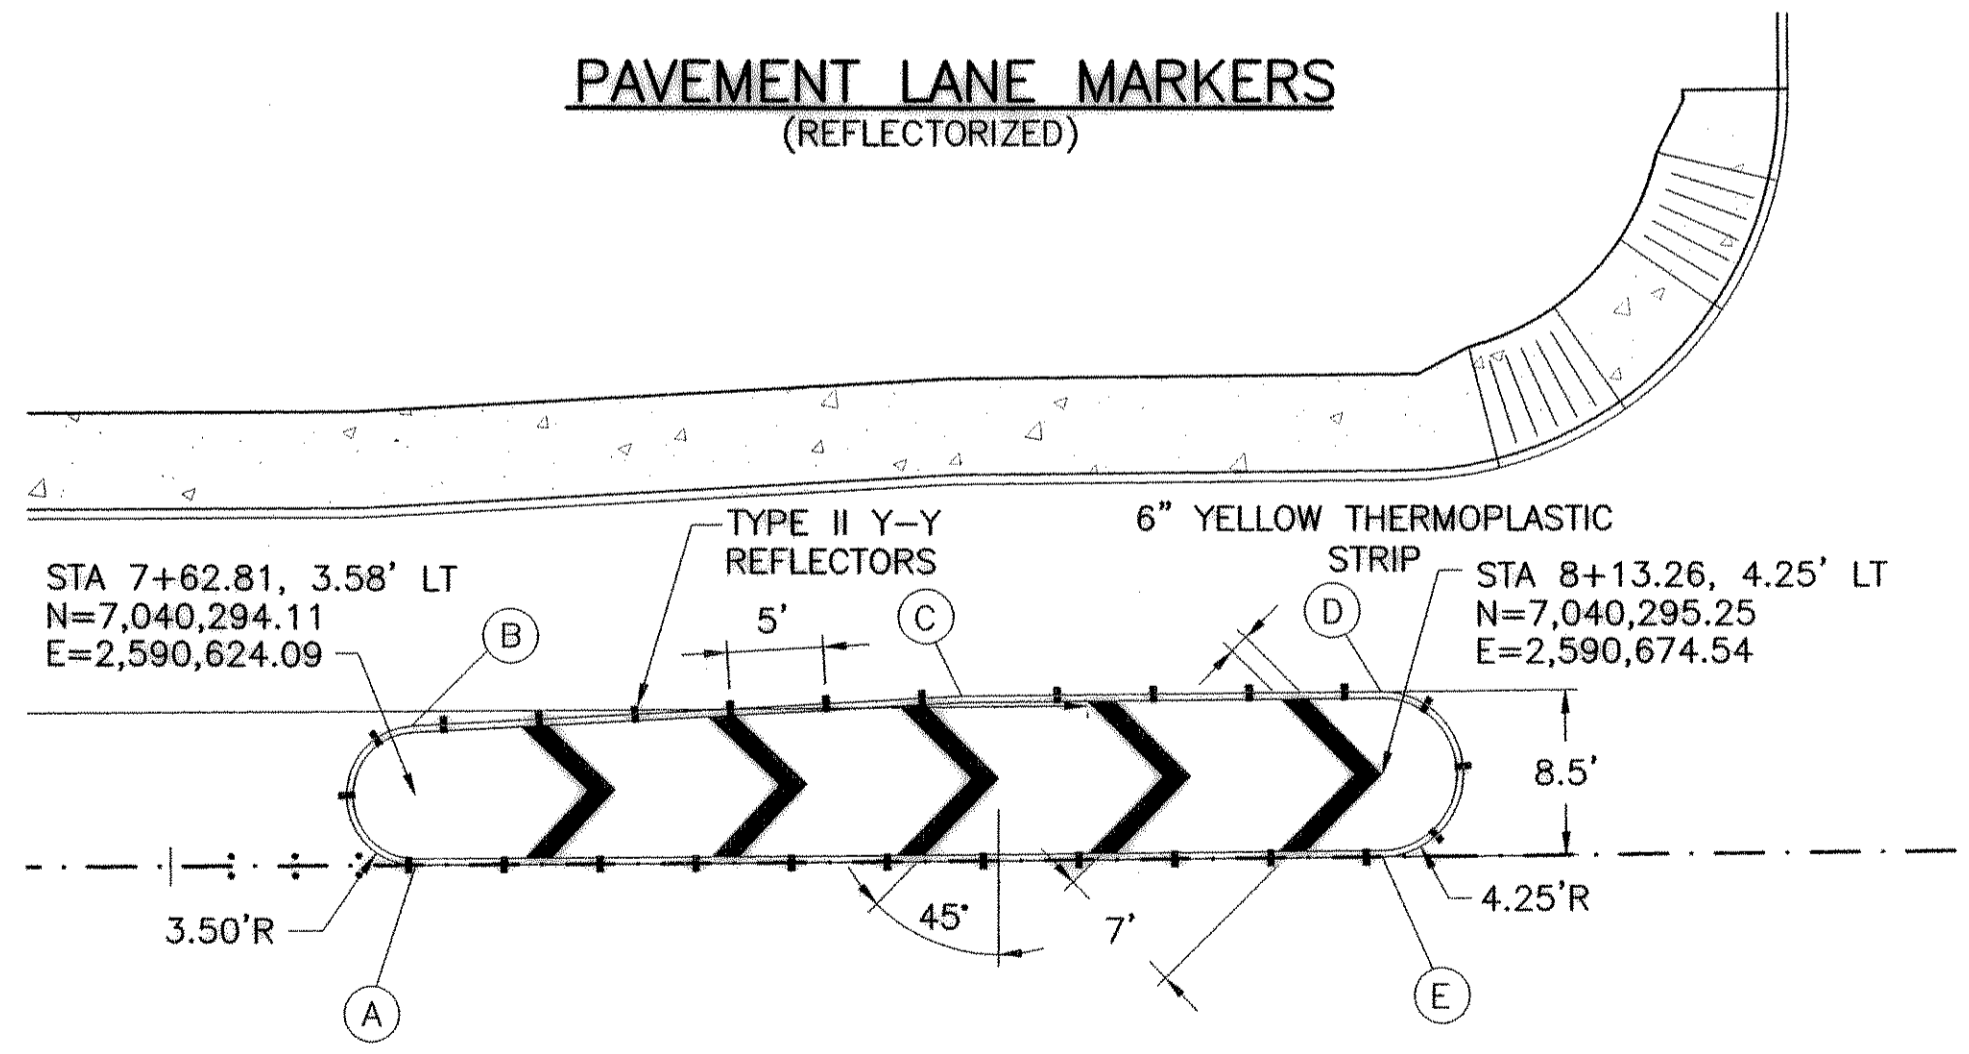 PAVEMENT LANE MARKERS
(REFLECTORIZED)
TYPE II Y-Y
REFLECTORS
6" YELLOW THERMOPLASTIC
STRIP
STA 7+62.81, 3.58' LT
N=7,040,294.11
E=2,590,624.09
STA 8+13.26, 4.25' LT
N=7,040,295.25
E=2,590,674.54
B
5'
C
D
8.5'
3.50'R
45°
7'
4.25'R
A
E